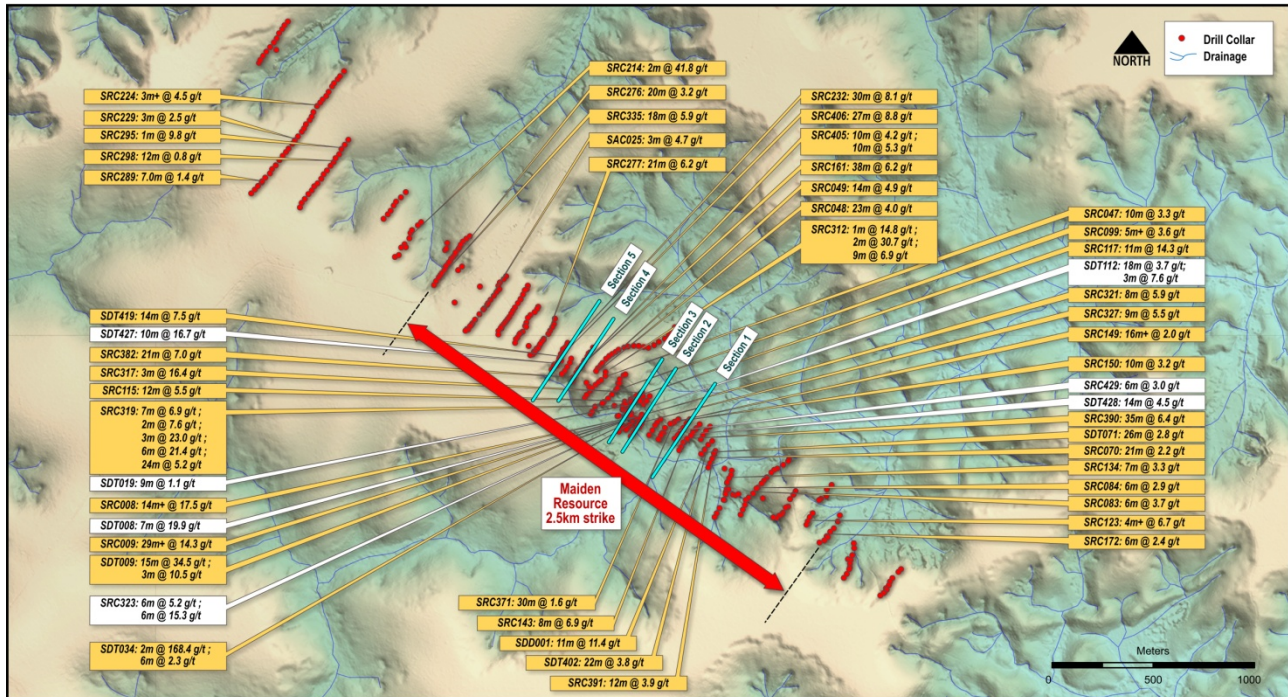 SRC224: 3m+ @ 4.5 g/t
SRC229: 3m @ 2.5 g/t
SRC295: 1m @ 9.8 g/t
SRC298: 12m @ 0.8 g/t
SRC289: 7.0m @ 1.4 g/t
SRC214: 2m @ 41.8 g/t
SRC276: 20m @ 3.2 g/t
SRC335: 18m @ 5.9 g/t
SAC025: 3m @ 4.7 g/t
SRC277: 21m @ 6.2 g/t
SRC232: 30m @ 8.1 g/t
SRC406: 27m @ 8.8 g/t
SRC405: 10m @ 4.2 g/t ;
10m @ 5.3 g/t
SRC161: 38m @ 6.2 g/t
SRC049: 14m @ 4.9 g/t
SRC048: 23m @ 4.0 g/t
SRC312: 1m @ 14.8 g/t ;
2m @ 30.7 g/t ;
9m @ 6.9 g/t
NORTH
Drill Collar
Drainage
SRC047: 10m @ 3.3 g/t
SRC099: 5m+ @ 3.6 g/t
SRC117: 11m @ 14.3 g/t
SDT112: 18m @ 3.7 g/t;
3m @ 7.6 g/t
SRC321: 8m @ 5.9 g/t
SRC327: 9m @ 5.5 g/t
SRC149: 16m+ @ 2.0 g/t
SRC150: 10m @ 3.2 g/t
SRC429: 6m @ 3.0 g/t
SDT428: 14m @ 4.5 g/t
SRC390: 35m @ 6.4 g/t
SDT071: 26m @ 2.8 g/t
SRC070: 21m @ 2.2 g/t
SRC134: 7m @ 3.3 g/t
SRC084: 6m @ 2.9 g/t
SRC083: 6m @ 3.7 g/t
SRC123: 4m+ @ 6.7 g/t
SRC172: 6m @ 2.4 g/t
Section 5
Section 4
Section 3
Section 2
Section 1
SDT419: 14m @ 7.5 g/t
SDT427: 10m @ 16.7 g/t
SRC382: 21m @ 7.0 g/t
SRC317: 3m @ 16.4 g/t
SRC115: 12m @ 5.5 g/t
SRC319: 7m @ 6.9 g/t ;
2m @ 7.6 g/t ;
3m @ 23.0 g/t ;
6m @ 21.4 g/t ;
24m @ 5.2 g/t
SDT019: 9m @ 1.1 g/t
SRC008: 14m+ @ 17.5 g/t
SDT008: 7m @ 19.9 g/t
SRC009: 29m+ @ 14.3 g/t
SDT009: 15m @ 34.5 g/t ;
3m @ 10.5 g/t
SRC323: 6m @ 5.2 g/t ;
6m @ 15.3 g/t
SDT034: 2m @ 168.4 g/t ;
6m @ 2.3 g/t
Maiden
Resource
2.5km strike
SRC371: 30m @ 1.6 g/t
SRC143: 8m @ 6.9 g/t
SDD001: 11m @ 11.4 g/t
SDT402: 22m @ 3.8 g/t
SRC391: 12m @ 3.9 g/t
Meters
0 500 1000